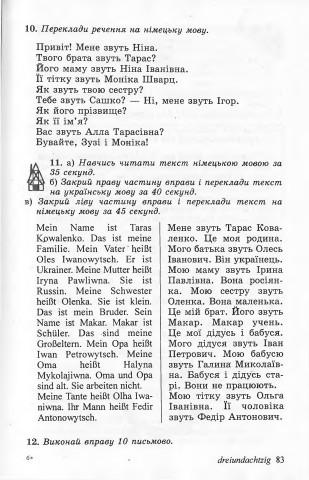 10. Переклади речення на німецьку мову.
Привіт! Мене звуть Ніна.
Твого брата звуть Тарас?
Його маму звуть Ніна Іванівна.
Її тітку звуть Моніка Шварц.
Як звуть твою сестру?
Тебе звуть Сашко? — Ні, мене звуть Ігор.
Як його прізвище?
Як її ім'я?
Вас звуть Алла Тарасівна?
Бувайте, Зузі і Моніка!
11. а) Навчись читати текст німецькою мовою за
35 секунд.
б) Закрий праву частину вправи і переклади текст
на українську мову за 40 секунд.
в) Закрий ліву частину вправи і переклади текст на
німецьку мову за 45 секунд.
Mein Name ist Taras
Kowalenko. Das ist meine
Familie. Mein Vater heißt
Oles Iwanowytsch. Er ist
Ukrainer. Meine Mutter heißt
Iryna Pawliwna. Sie ist
Russin. Meine Schwester
heißt Olenka. Sie ist klein.
Das ist mein Bruder. Sein
Name ist Makar. Makar ist
Schüler. Das sind meine
Großeltern. Mein Opa heißt
Iwan Petrowytsch. Meine
Oma heißt Halyna
Mykolajiwna. Oma und Opa
sind alt. Sie arbeiten nicht.
Meine Tante heißt Olha Iwa-
niwna. Ihr Mann heißt Fedir
Antonowytsch.
Мене звуть Тарас Кова-
ленко. Це моя родина.
Мого батька звуть Олесь
Іванович. Він українець.
Мою маму звуть Ірина
Павлівна. Вона росіян-
ка. Мою сестру звуть
Оленка. Вона маленька.
Це мій брат. Його звуть
Макар. Макар учень.
Це мої дідусь і бабуся.
Мого дідуся звуть Іван
Петрович. Мою бабусю
звуть Галина Миколаїв-
на. Бабуся і дідусь ста-
рі. Вони не працюють.
Мою тітку звуть Ольга
Іванівна. Її чоловіка
звуть Федір Антонович.
12. Виконай вправу 10 письмово.
6*
dreiundachtzig 83